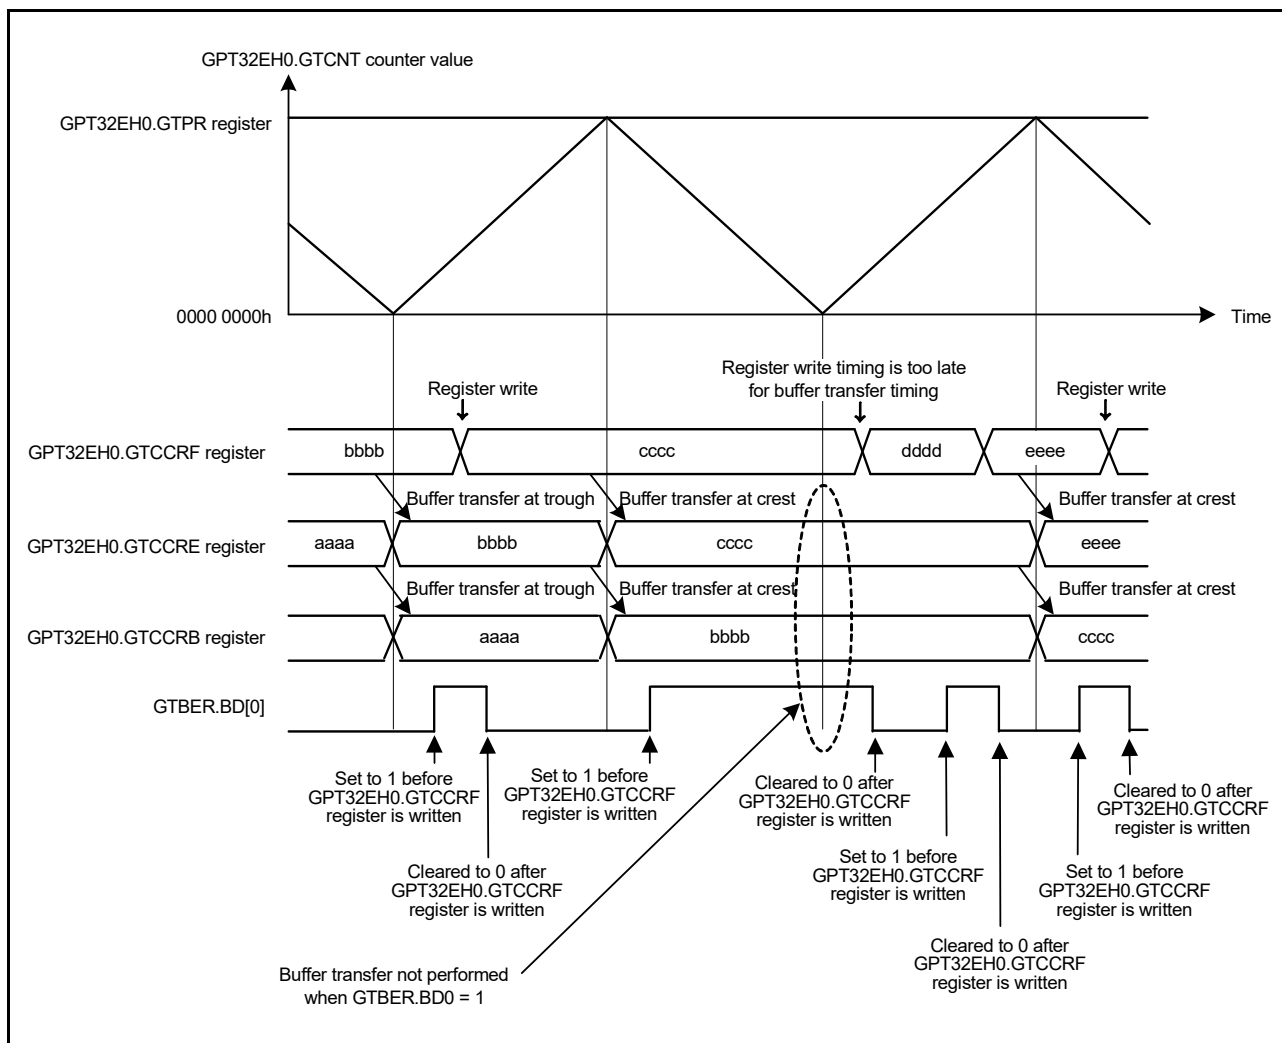 GPT32EH0.GTCNT counter value
GPT32EH0.GTPR register
0000 0000h
Time
Register write
Register write timing is too late
for buffer transfer timing
Register write
GPT32EH0.GTCCRF register
bbbb
cccc
dddd
eeee
Buffer transfer at trough
Buffer transfer at crest
Buffer transfer at crest
GPT32EH0.GTCCRE register
aaaa
bbbb
cccc
eeee
Buffer transfer at trough
Buffer transfer at crest
Buffer transfer at crest
GPT32EH0.GTCCRB register
aaaa
bbbb
cccc
GTBER.BD[0]
Set to 1 before
GPT32EH0.GTCCRF
register is written
Cleared to 0 after
GPT32EH0.GTCCRF
register is written
Set to 1 before
GPT32EH0.GTCCRF
register is written
Cleared to 0 after
GPT32EH0.GTCCRF
register is written
Set to 1 before
GPT32EH0.GTCCRF
register is written
Cleared to 0 after
GPT32EH0.GTCCRF
register is written
Set to 1 before
GPT32EH0.GTCCRF
register is written
Cleared to 0 after
GPT32EH0.GTCCRF
register is written
Buffer transfer not performed
when GTBER.BD0 = 1